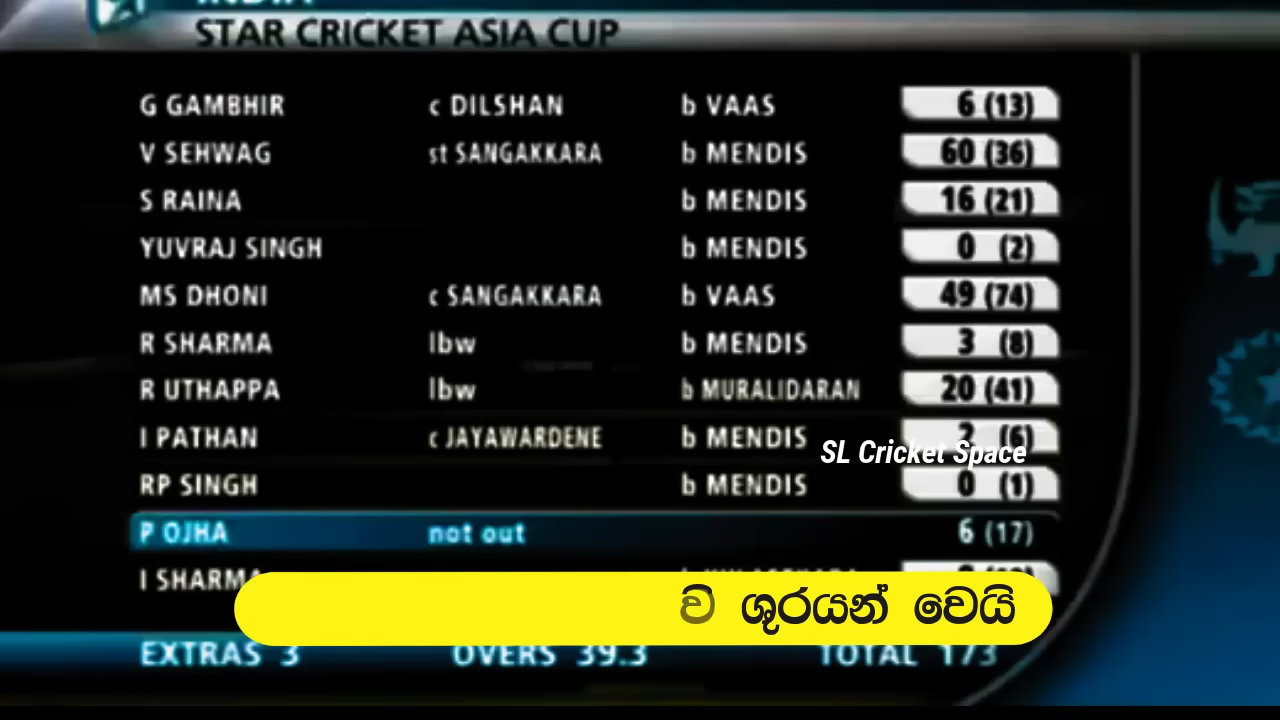 INDIA
STAR CRICKET ASIA CUP
G GAMBHIR c DILSHAN b VAAS 6 (13)
V SEHWAG st SANGAKKARA b MENDIS 60 (36)
S RAINA b MENDIS 16 (21)
YUVRAJ SINGH b MENDIS 0 (2)
MS DHONI c SANGAKKARA b VAAS 49 (74)
R SHARMA lbw b MENDIS 3 (8)
R UTHAPPA lbw b MURALIDARAN 20 (41)
I PATHAN c JAYAWARDENE b MENDIS 2 (6)
SL Cricket Space
RP SINGH b MENDIS 0 (1)
P OJHA not out 6 (17)
I SHARMA
වි ශූරයන් වෙයි
EXTRAS 3 OVERS 39.3 TOTAL 173